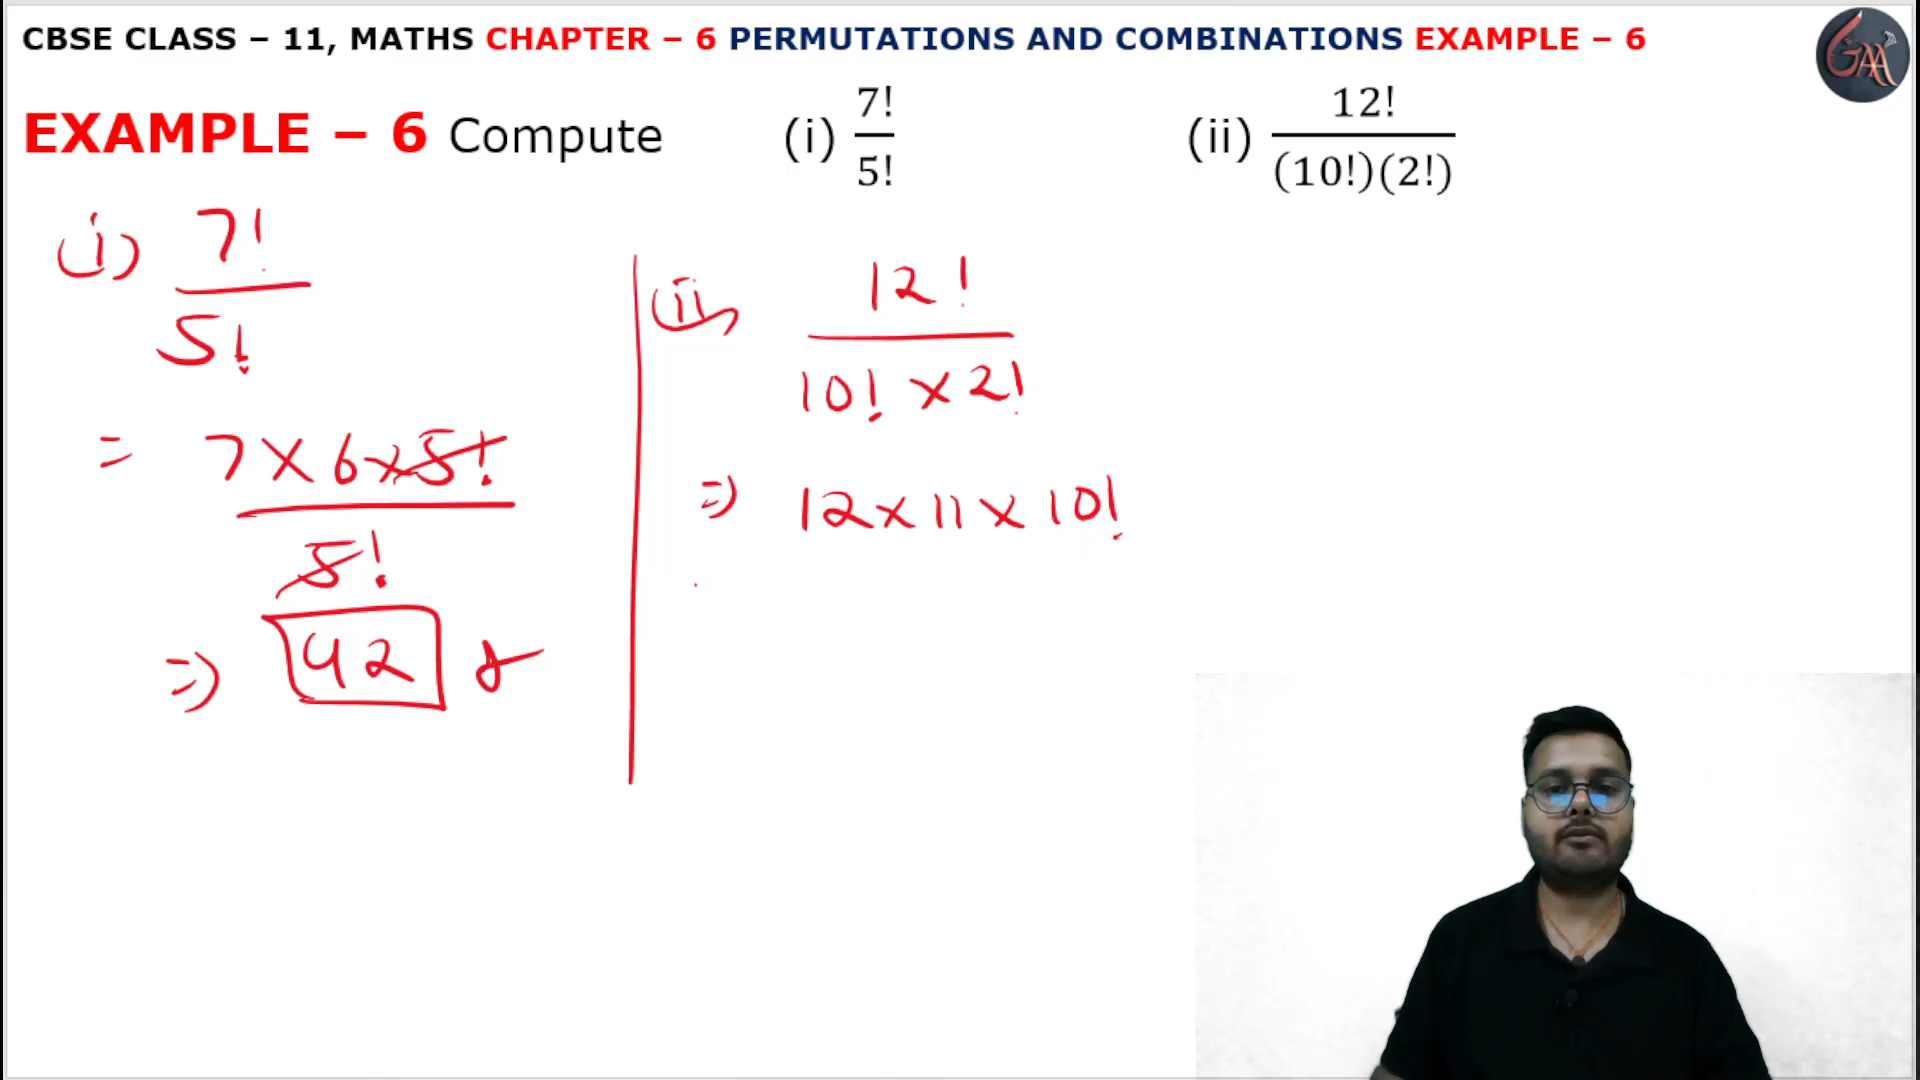 CBSE CLASS – 11, MATHS CHAPTER – 6 PERMUTATIONS AND COMBINATIONS EXAMPLE – 6
EXAMPLE – 6 Compute (i) 7!/5! (ii) 12!/(10!)(2!)
(i) 7!
5!
= 7 × 6 × 5!
5!
⇒ 42
(ii) 12!
10! × 2!
⇒ 12 × 11 × 10!